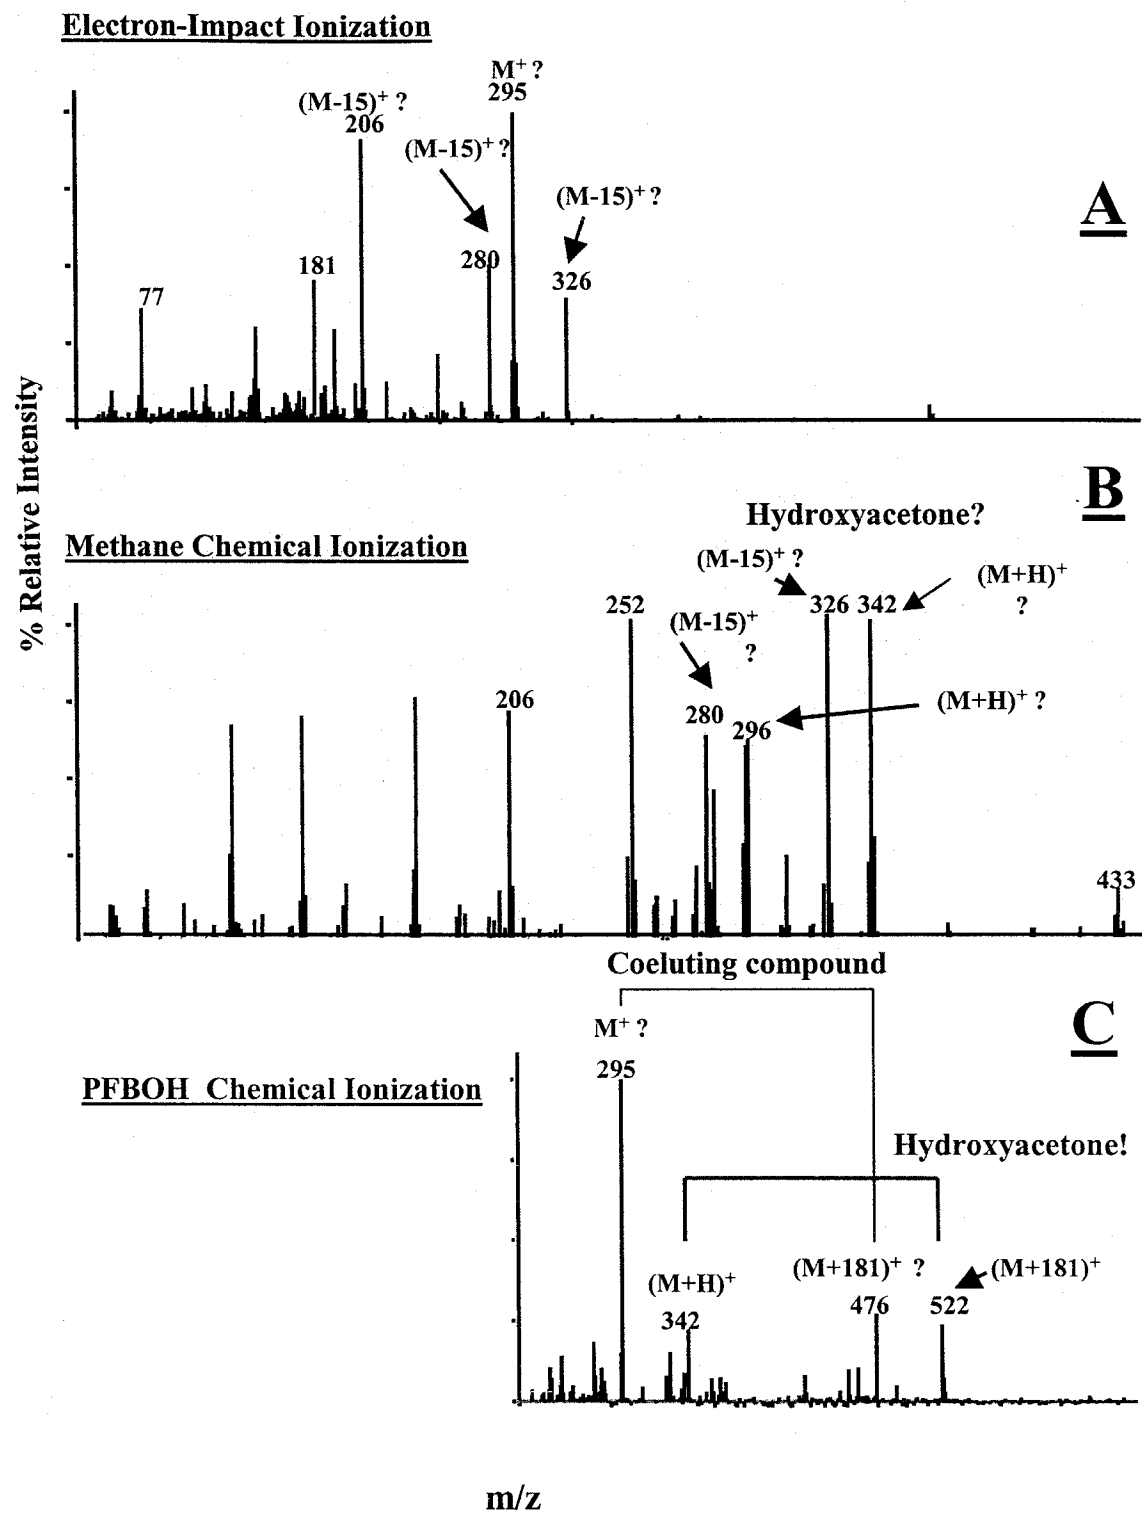 Electron-Impact Ionization
M+ ?
295
(M-15)+ ?
206
(M-15)+ ?
(M-15)+ ?
A
280
181
326
77
% Relative Intensity
B
Hydroxyacetone?
Methane Chemical Ionization
(M-15)+ ?
(M+H)+
?
252
326
342
(M-15)+
?
206
280
296
(M+H)+ ?
433
Coeluting compound
C
M+ ?
295
PFBOH Chemical Ionization
Hydroxyacetone!
(M+H)+
342
(M+181)+ ?
476
(M+181)+
522
m/z